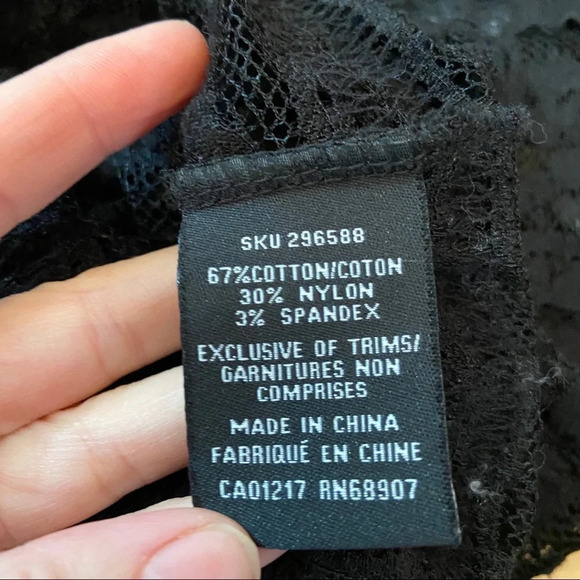 SKU 296588
67%COTTON/COTON
30% NYLON
3% SPANDEX
EXCLUSIVE OF TRIMS/
GARNITURES NON
COMPRISES
MADE IN CHINA
FABRIQUÉ EN CHINE
CA01217 RN68907